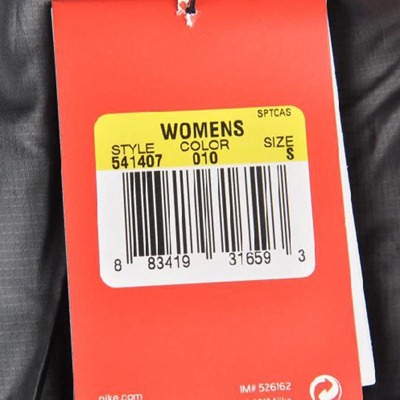 SPTCAS
WOMENS
STYLE COLOR SIZE
541407 010 S
8 83419 31659 3
nike.com
IM# 526162